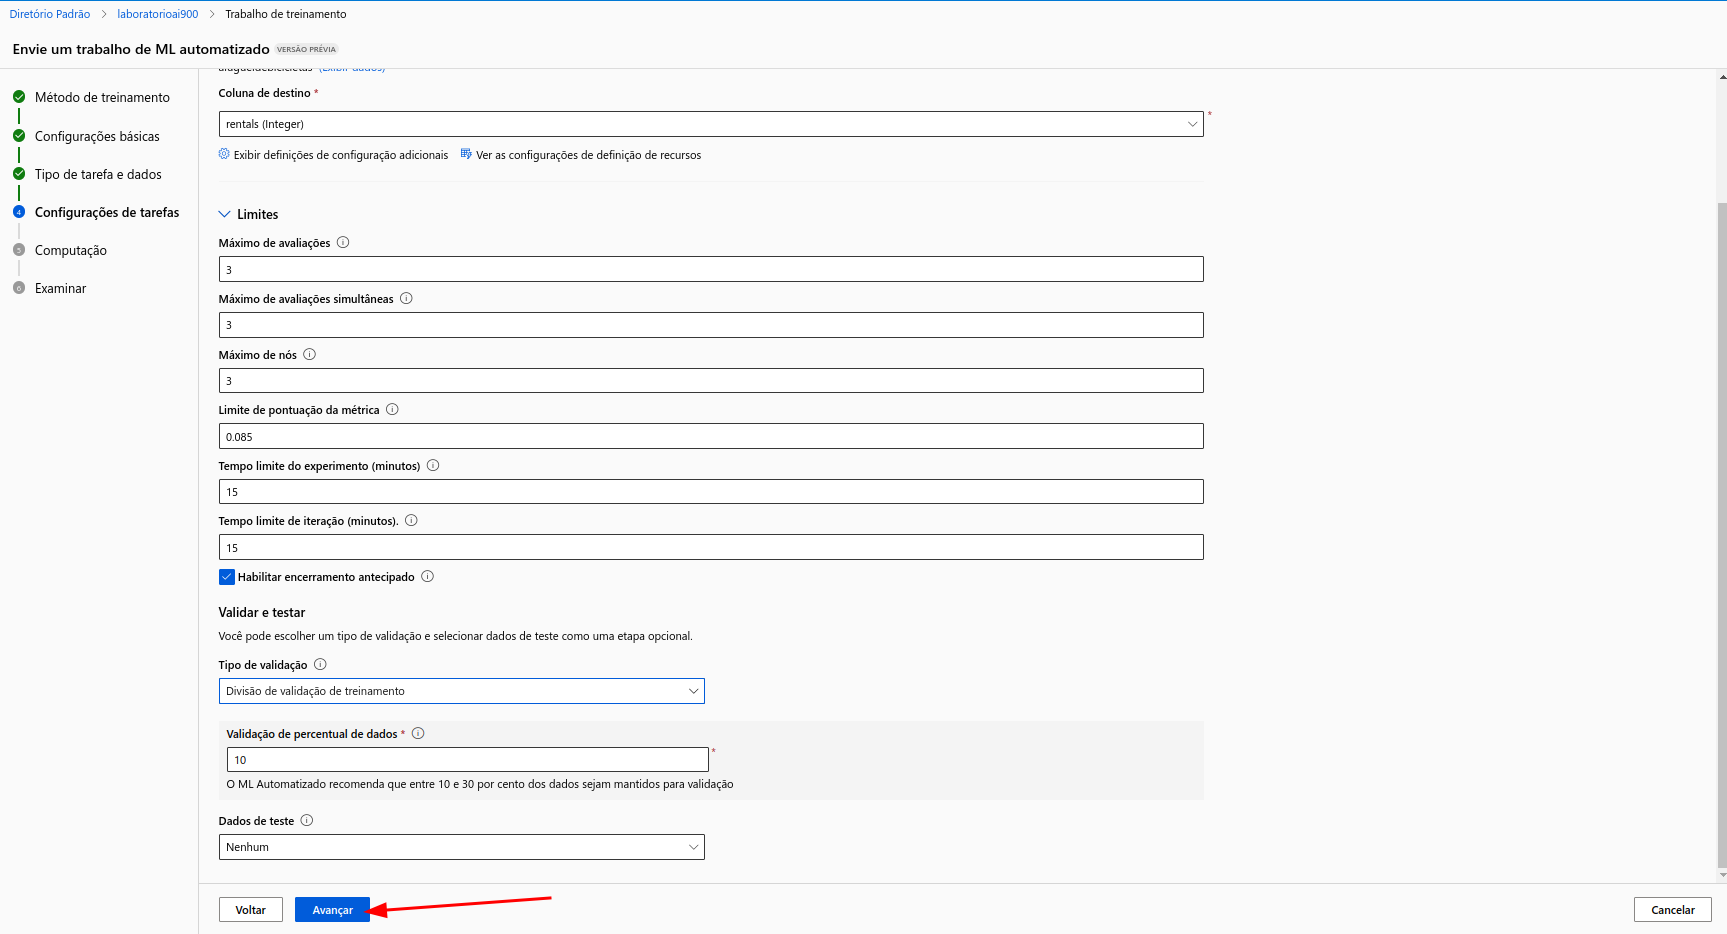 Diretório Padrão > laboratorioai900 > Trabalho de treinamento
Envie um trabalho de ML automatizado VERSÃO PRÉVIA
Método de treinamento
Configurações básicas
Tipo de tarefa e dados
4 Configurações de tarefas
5 Computação
6 Examinar
alugueldebicicletas (Exibir dados)
Coluna de destino *
rentals (Integer) *
Exibir definições de configuração adicionais Ver as configurações de definição de recursos
Limites
Máximo de avaliações
3
Máximo de avaliações simultâneas
3
Máximo de nós
3
Limite de pontuação da métrica
0.085
Tempo limite do experimento (minutos)
15
Tempo limite de iteração (minutos).
15
Habilitar encerramento antecipado
Validar e testar
Você pode escolher um tipo de validação e selecionar dados de teste como uma etapa opcional.
Tipo de validação
Divisão de validação de treinamento
Validação de percentual de dados *
10 *
O ML Automatizado recomenda que entre 10 e 30 por cento dos dados sejam mantidos para validação
Dados de teste
Nenhum
Voltar Avançar Cancelar